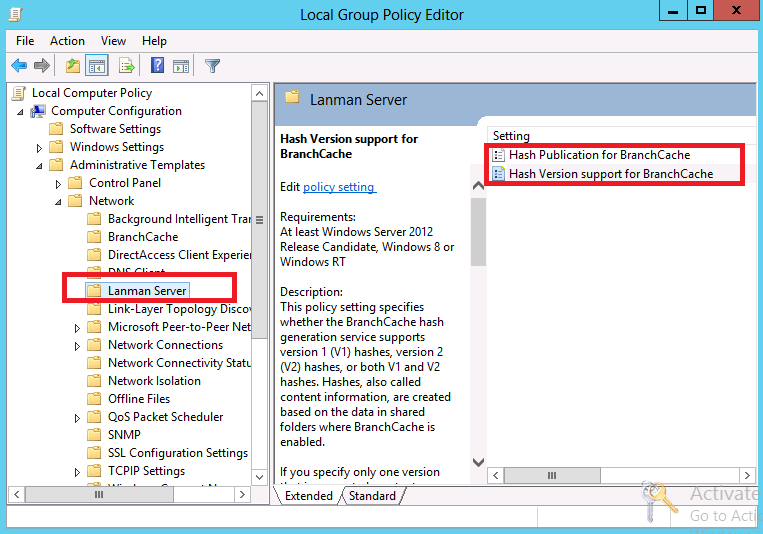 Local Group Policy Editor
File Action View Help
Local Computer Policy
Computer Configuration
Software Settings
Windows Settings
Administrative Templates
Control Panel
Network
Background Intelligent Tran
BranchCache
DirectAccess Client Experien
DNS Client
Lanman Server
Link-Layer Topology Disco
Microsoft Peer-to-Peer Net
Network Connections
Network Connectivity Statu
Network Isolation
Offline Files
QoS Packet Scheduler
SNMP
SSL Configuration Settings
TCPIP Settings
Lanman Server
Hash Version support for
BranchCache
Edit policy setting
Requirements:
At least Windows Server 2012
Release Candidate, Windows 8 or
Windows RT
Description:
This policy setting specifies
whether the BranchCache hash
generation service supports
version 1 (V1) hashes, version 2
(V2) hashes, or both V1 and V2
hashes. Hashes, also called
content information, are created
based on the data in shared
folders where BranchCache is
enabled.
If you specify only one version
Setting
Hash Publication for BranchCache
Hash Version support for BranchCache
Extended Standard
Activate
Go to Acti